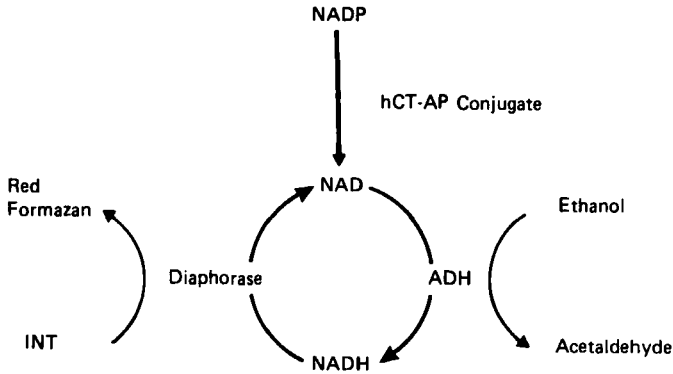 NADP
hCT-AP Conjugate
NAD
Red
Formazan
Ethanol
Diaphorase
ADH
INT
NADH
Acetaldehyde